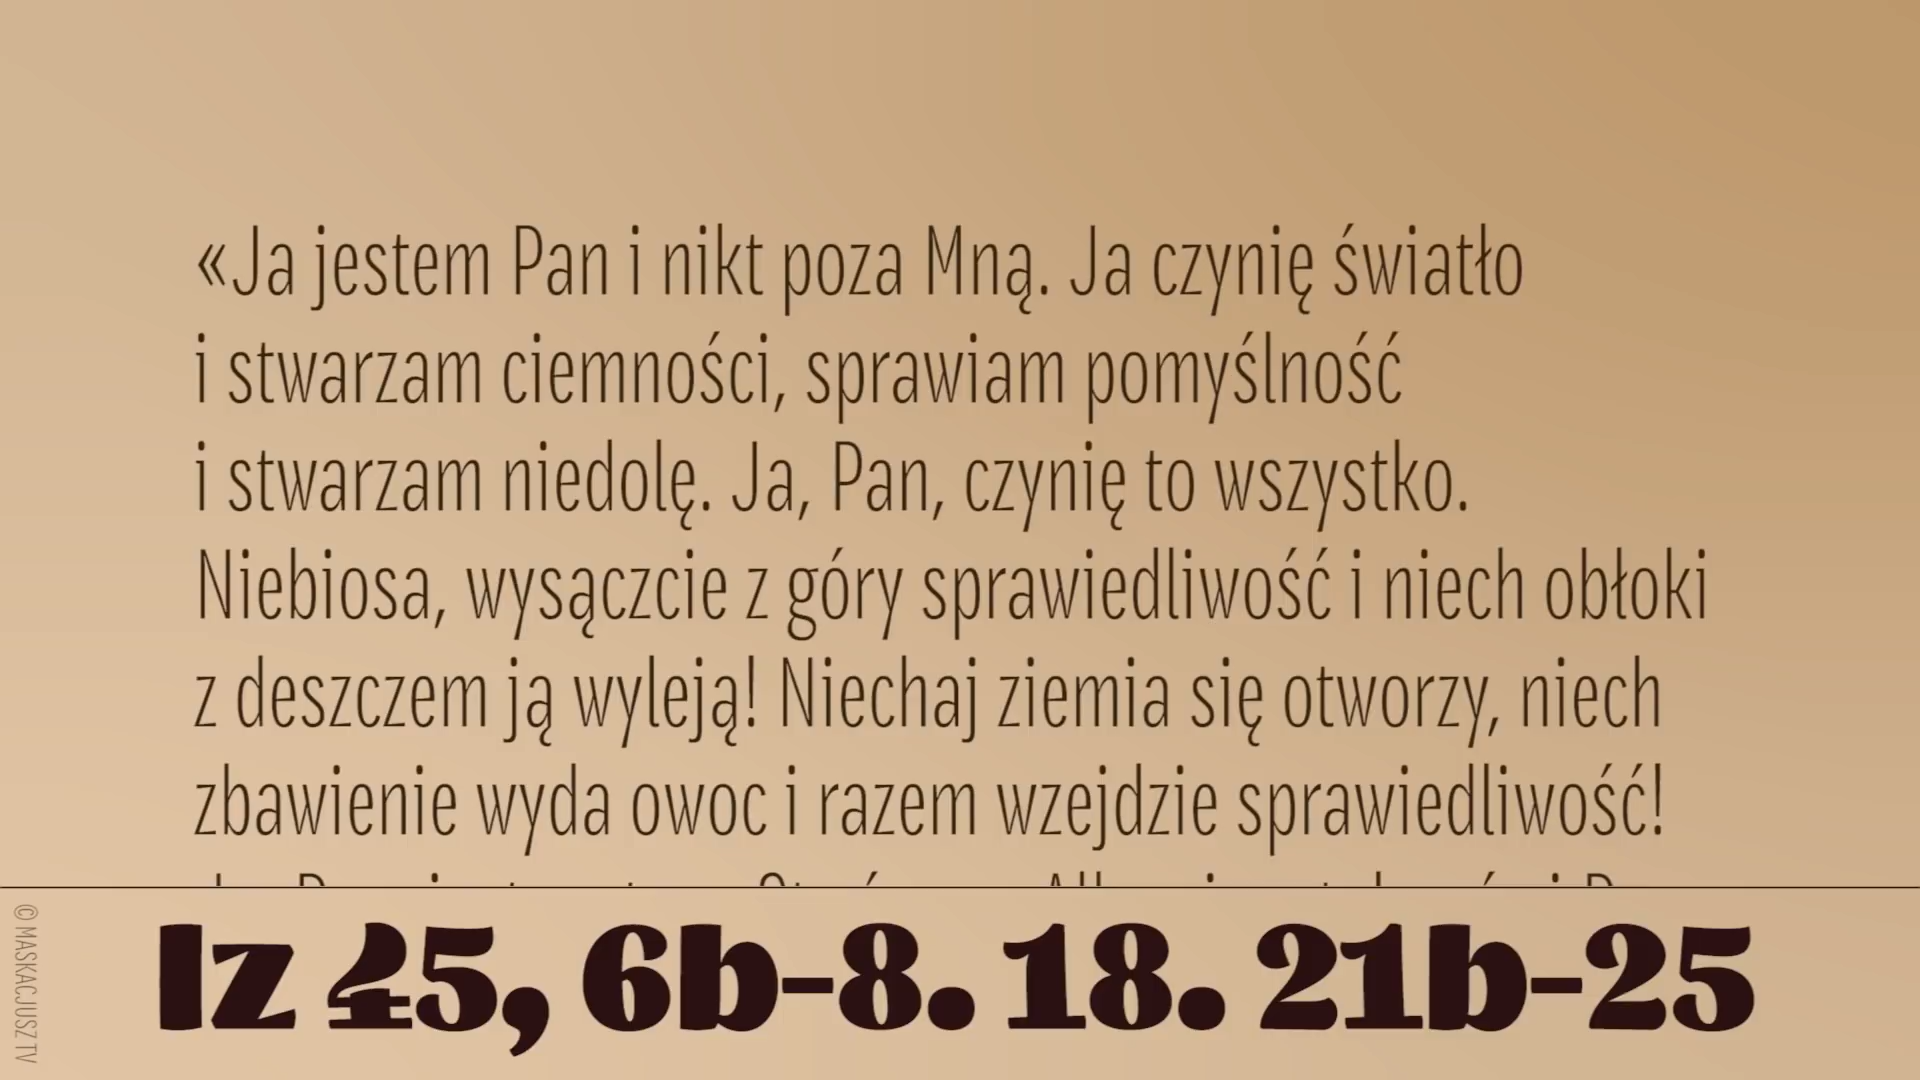 «Ja jestem Pan i nikt poza Mną. Ja czynię światło
i stwarzam ciemności, sprawiam pomyślność
i stwarzam niedolę. Ja, Pan, czynię to wszystko.
Niebiosa, wysączcie z góry sprawiedliwość i niech obłoki
z deszczem ją wyleją! Niechaj ziemia się otworzy, niech
zbawienie wyda owoc i razem wzejdzie sprawiedliwość!
Iz 45, 6b-8. 18. 21b-25
© MASKACJUSZ TV